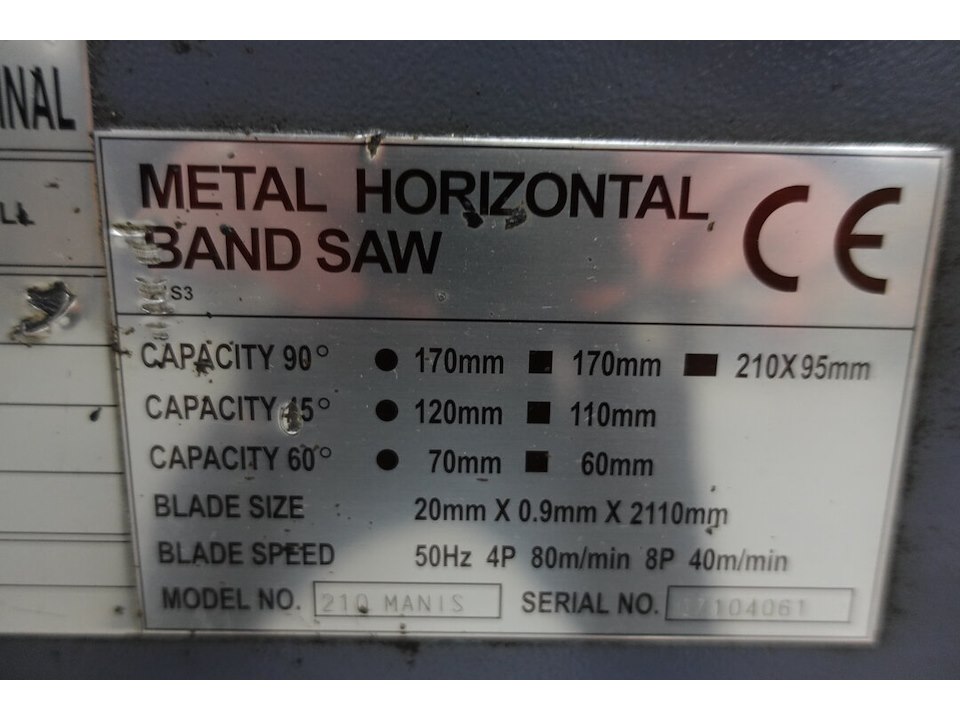 INAL
METAL HORIZONTAL
BAND SAW
CE
S3
CAPACITY 90° ● 170mm ■ 170mm ▬ 210X95mm
CAPACITY 45° ● 120mm ■ 110mm
CAPACITY 60° ● 70mm ■ 60mm
BLADE SIZE 20mm X 0.9mm X 2110mm
BLADE SPEED 50Hz 4P 80m/min 8P 40m/min
MODEL NO. 210 MANIS SERIAL NO. 17104061